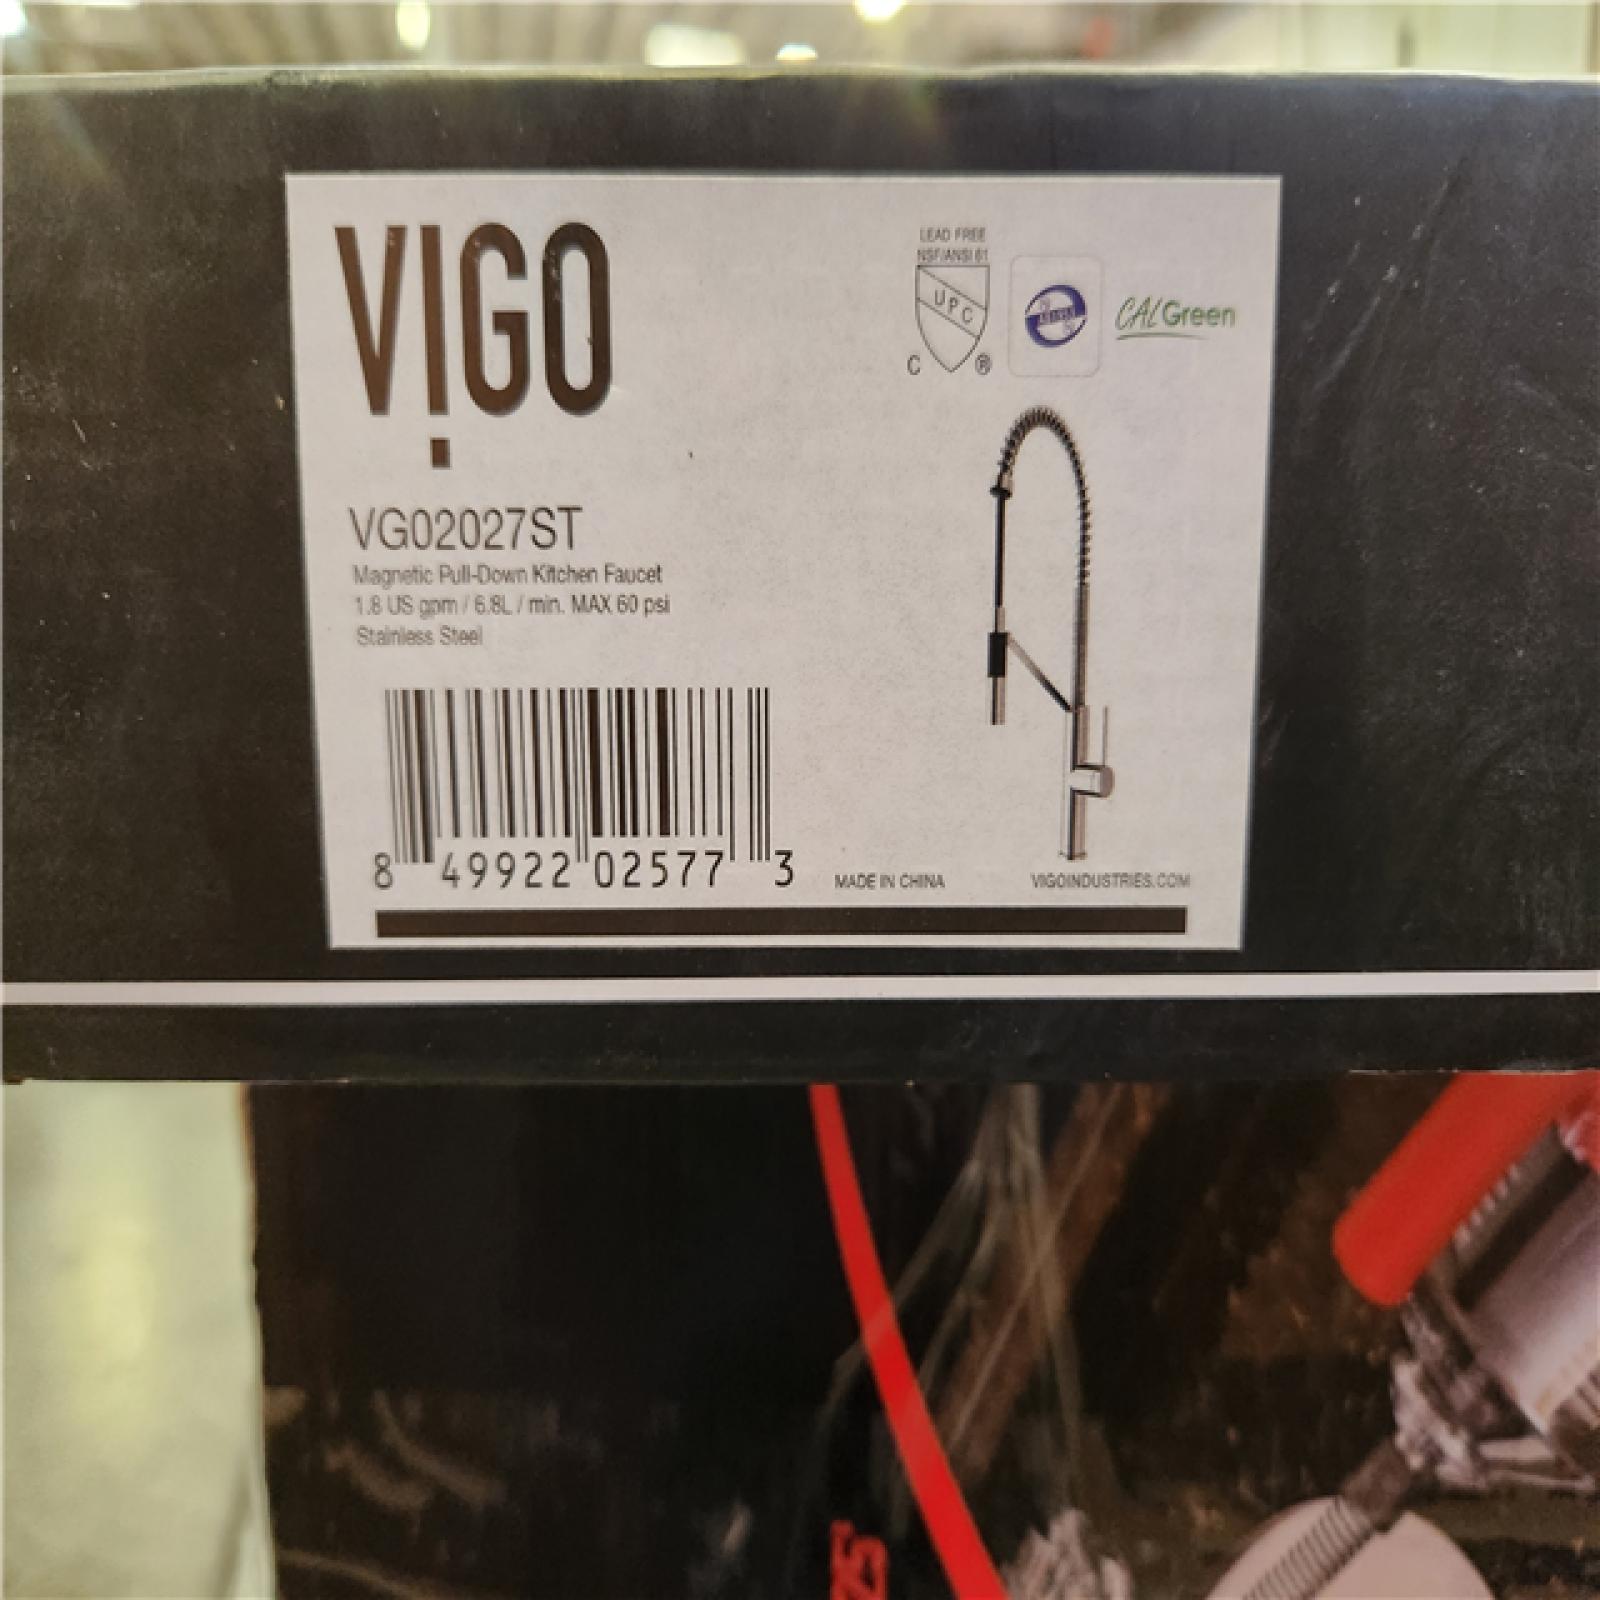 VIGO
LEAD FREE
NSF/ANSI 61
UPC
C ®
CALGreen
VG02027ST
Magnetic Pull-Down Kitchen Faucet
1.8 US gpm / 6.8L / min. MAX 60 psi
Stainless Steel
8 49922 02577 3
MADE IN CHINA
VIGOINDUSTRIES.COM